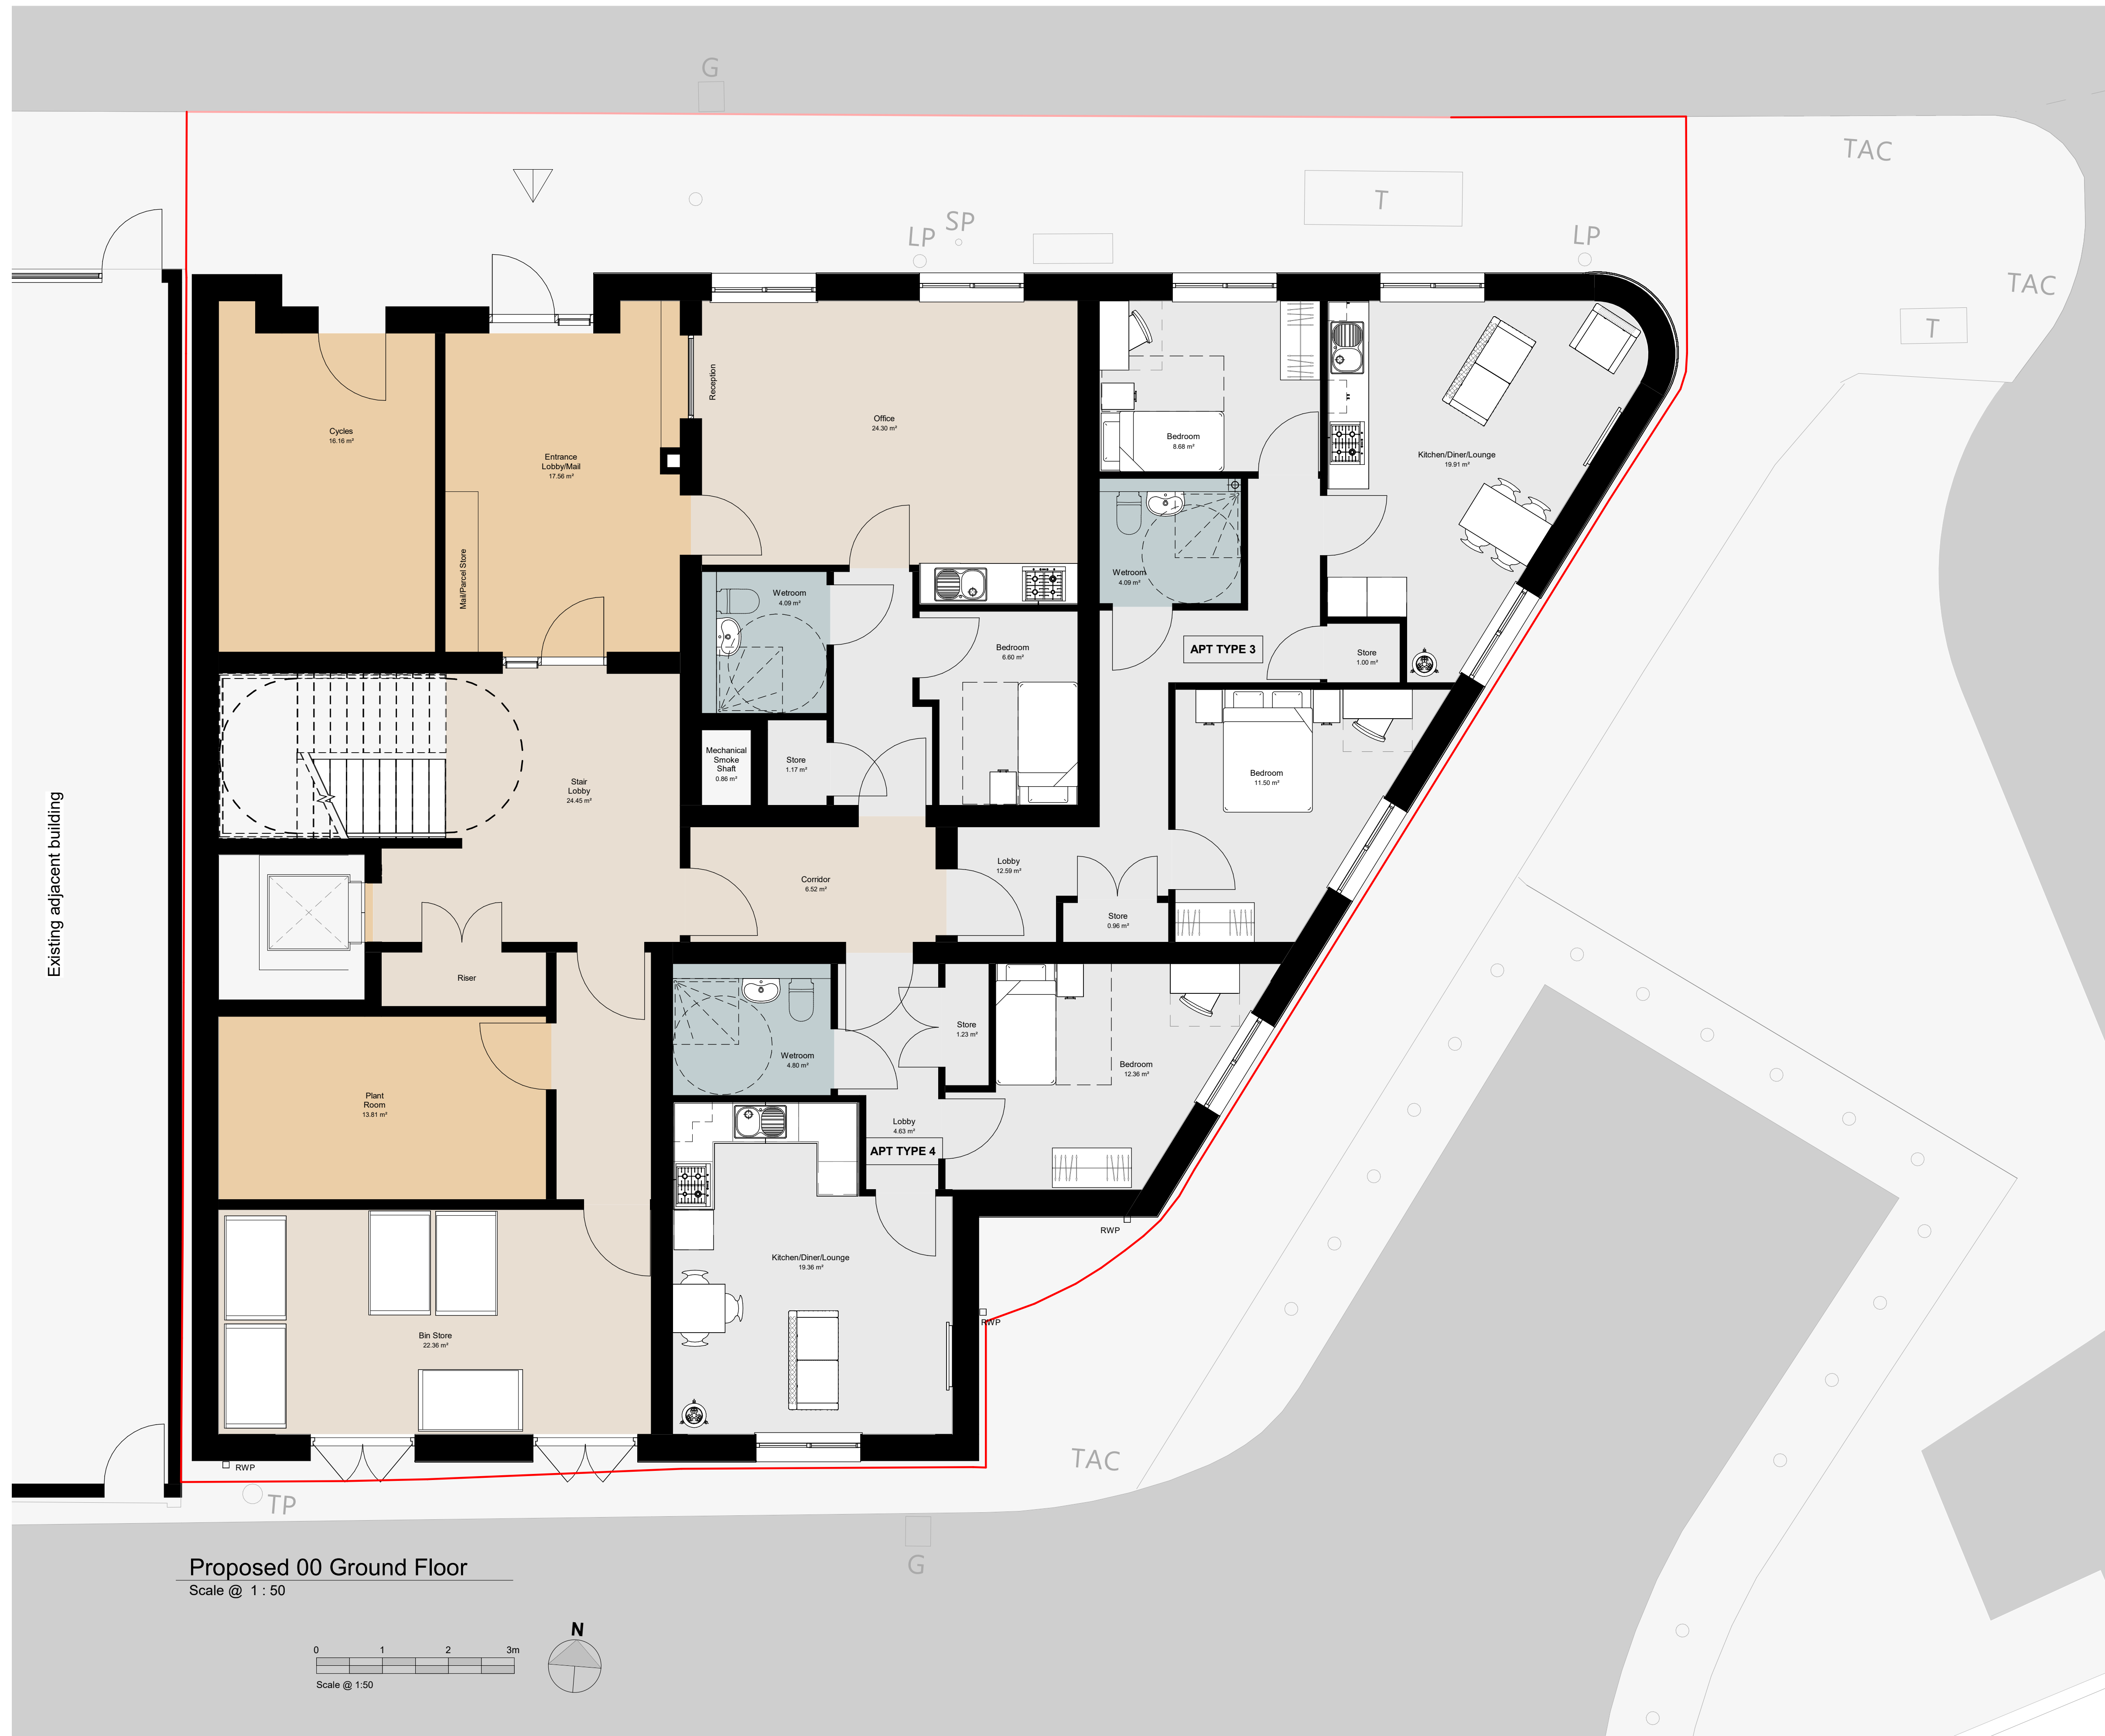 G
TAC
TAC
T
LP
SP
LP
T
Reception
Office
24.30 m²
Cycles
16.16 m²
Entrance
Lobby/Mail
17.56 m²
Mail/Parcel Store
Bedroom
8.68 m²
Kitchen/Diner/Lounge
19.91 m²
Wetroom
4.09 m²
Wetroom
4.09 m²
Bedroom
6.60 m²
APT TYPE 3
Store
1.00 m²
Mechanical
Smoke
Shaft
0.86 m²
Store
1.17 m²
Stair
Lobby
24.45 m²
Bedroom
11.50 m²
Existing adjacent building
Corridor
6.52 m²
Lobby
12.59 m²
Store
0.96 m²
Riser
Store
1.23 m²
Wetroom
4.80 m²
Bedroom
12.36 m²
Plant
Room
13.81 m²
Lobby
4.63 m²
APT TYPE 4
RWP
Kitchen/Diner/Lounge
19.36 m²
RWP
Bin Store
22.36 m²
RWP
TP
TAC
G
Proposed 00 Ground Floor
Scale @ 1 : 50
N
0 1 2 3m
Scale @ 1:50